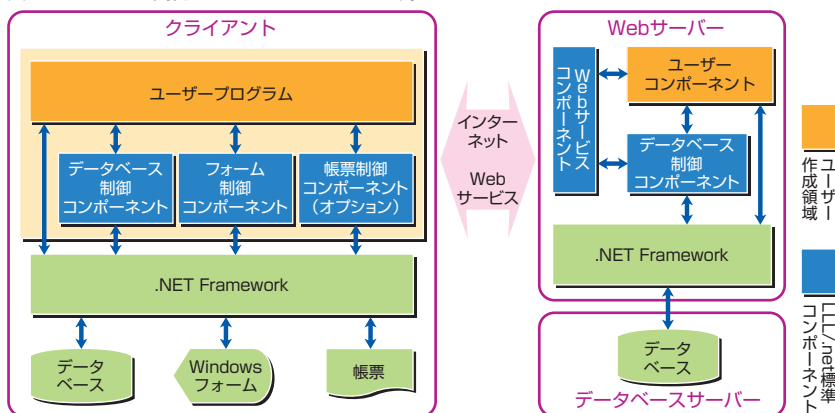 クライアント
ユーザープログラム
データベース
制御
コンポーネント
フォーム
制御
コンポーネント
帳票制御
コンポーネント
(オプション)
.NET Framework
データ
ベース
Windows
フォーム
帳票
インター
ネット
Web
サービス
Webサーバー
Webサービス
コンポーネント
ユーザー
コンポーネント
データベース
制御
コンポーネント
.NET Framework
データ
ベース
データベースサーバー
ユーザー
作成領域
/.net標準
コンポーネント